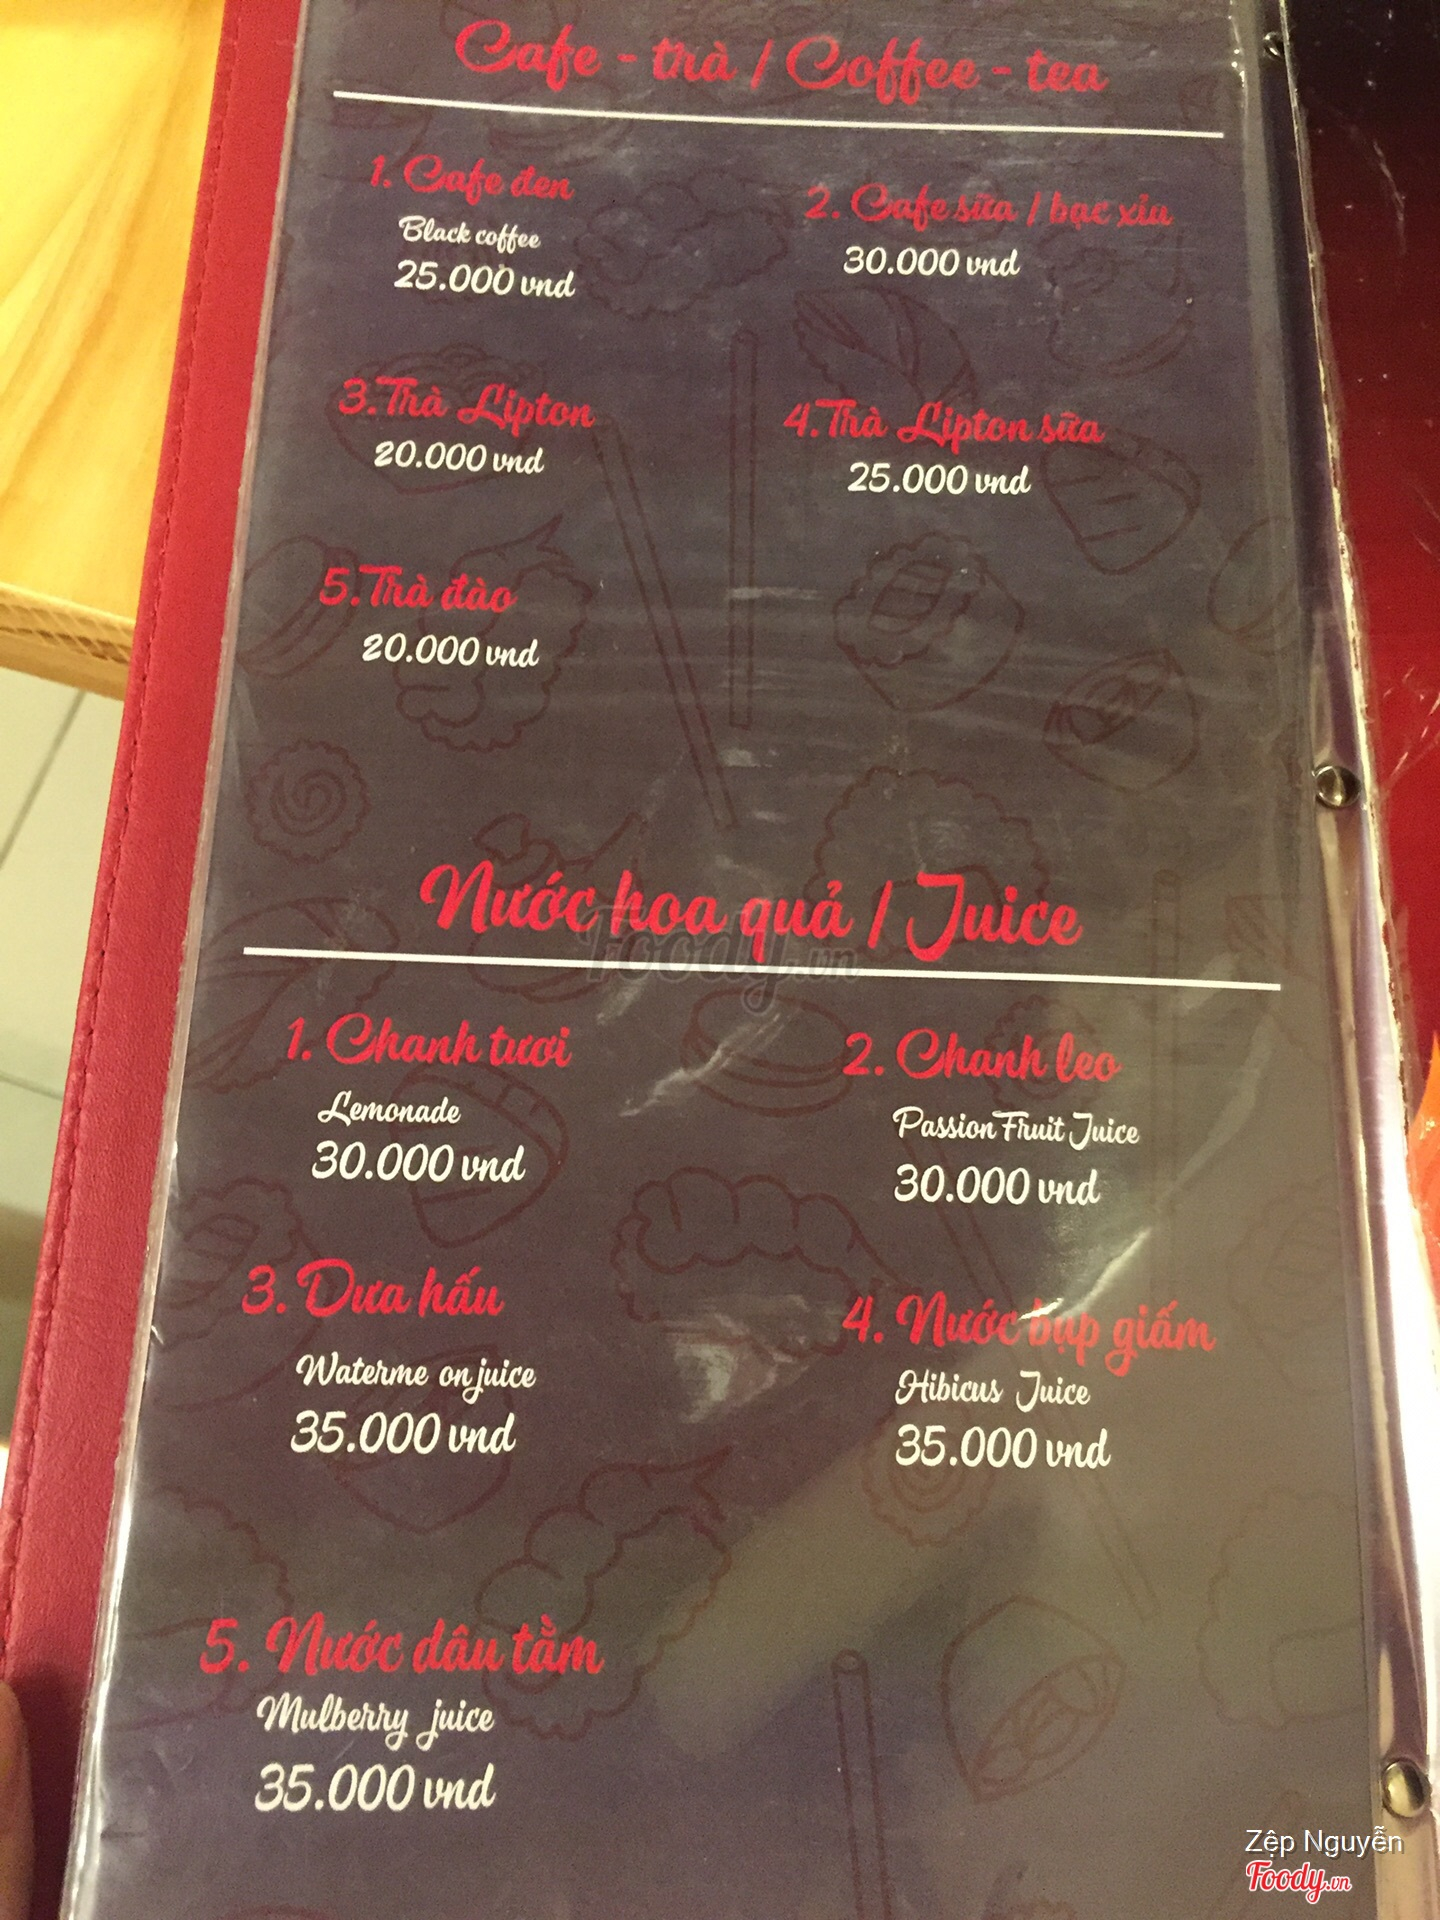 Cafe - trà / Coffee - tea
1. Cafe đen
Black coffee
25.000 vnd
2. Cafe sữa / bạc xỉu
30.000 vnd
3. Trà Lipton
20.000 vnd
4. Trà Lipton sữa
25.000 vnd
5. Trà đào
20.000 vnd
Nước hoa quả / Juice
Foody.vn
1. Chanh tươi
Lemonade
30.000 vnd
2. Chanh leo
Passion Fruit Juice
30.000 vnd
3. Dưa hấu
Waterme on juice
35.000 vnd
4. Nước bụp giấm
Hibicus Juice
35.000 vnd
5. Nước dâu tằm
Mulberry juice
35.000 vnd
Zệp Nguyễn
Foody.vn